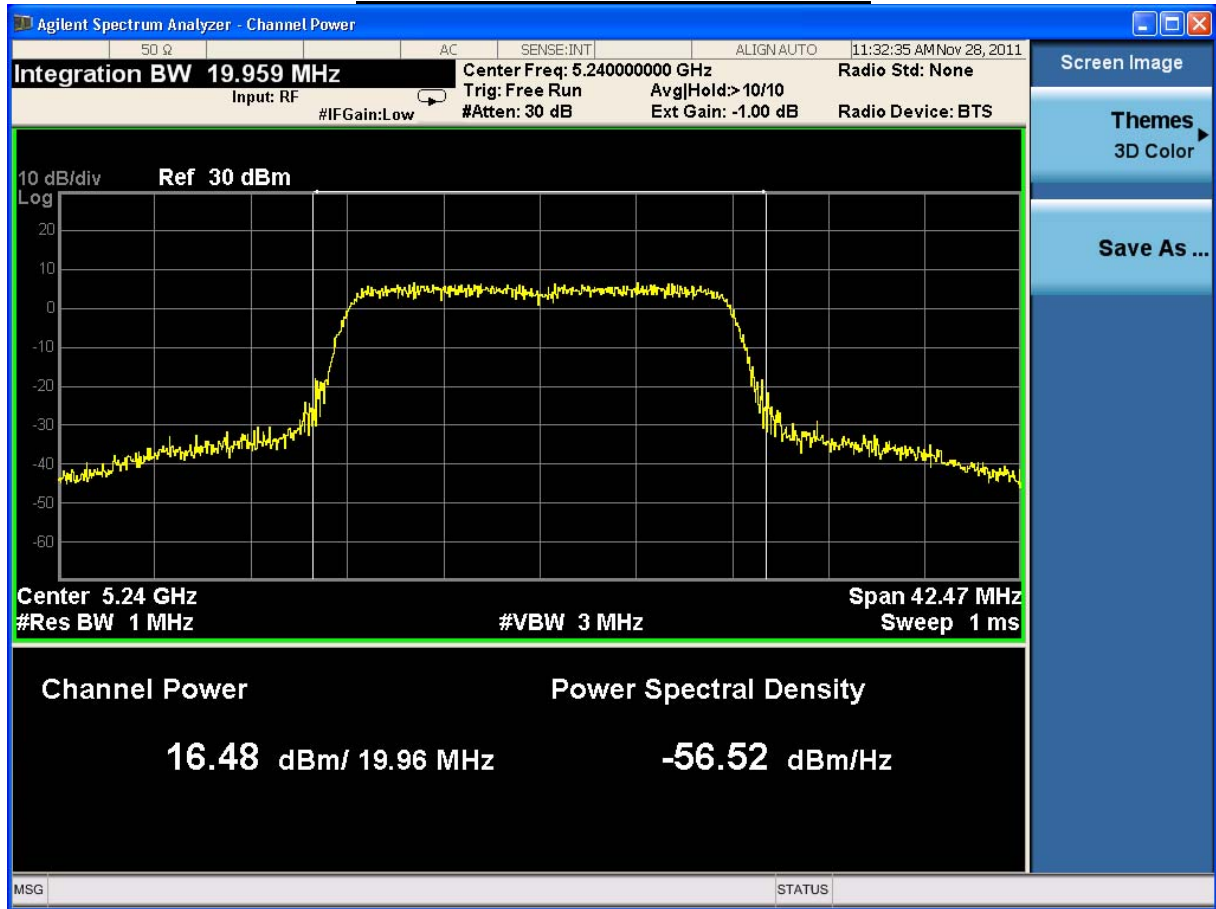 Agilent Spectrum Analyzer - Channel Power
50 Ω AC SENSE:INT ALIGN AUTO 11:32:35 AM Nov 28, 2011
Integration BW 19.959 MHz
Center Freq: 5.240000000 GHz
Radio Std: None
Input: RF
Trig: Free Run
Avg|Hold:>10/10
#IFGain:Low
#Atten: 30 dB
Ext Gain: -1.00 dB
Radio Device: BTS
Screen Image
Themes
3D Color
Save As ...
10 dB/div
Ref 30 dBm
Log
20
10
0
-10
-20
-30
-40
-50
-60
Center 5.24 GHz
Span 42.47 MHz
#Res BW 1 MHz
#VBW 3 MHz
Sweep 1 ms
Channel Power
Power Spectral Density
16.48 dBm/ 19.96 MHz
-56.52 dBm/Hz
MSG
STATUS